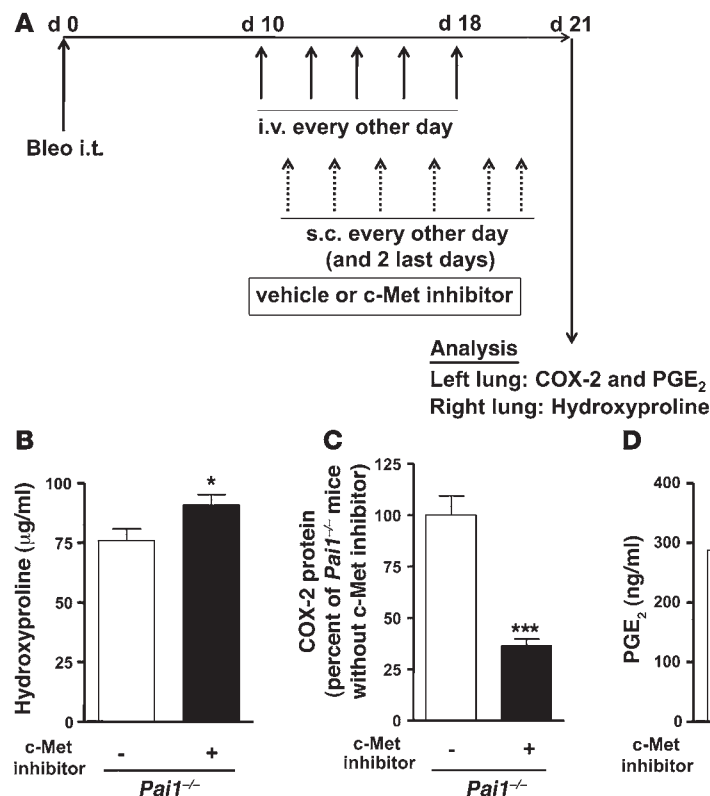 A
d 0 d 10 d 18 d 21
Bleo i.t.
i.v. every other day
s.c. every other day
(and 2 last days)
vehicle or c-Met inhibitor
Analysis
Left lung: COX-2 and PGE₂
Right lung: Hydroxyproline
B
Hydroxyproline (μg/ml)
100
75
50
25
0
*
c-Met
inhibitor
- +
Pai1⁻/⁻
C
COX-2 protein
(percent of Pai1⁻/⁻ mice
without c-Met inhibitor)
125
100
75
50
25
0
***
c-Met
inhibitor
- +
Pai1⁻/⁻
D
PGE₂ (ng/ml)
400
300
200
100
0
c-Met
inhibitor